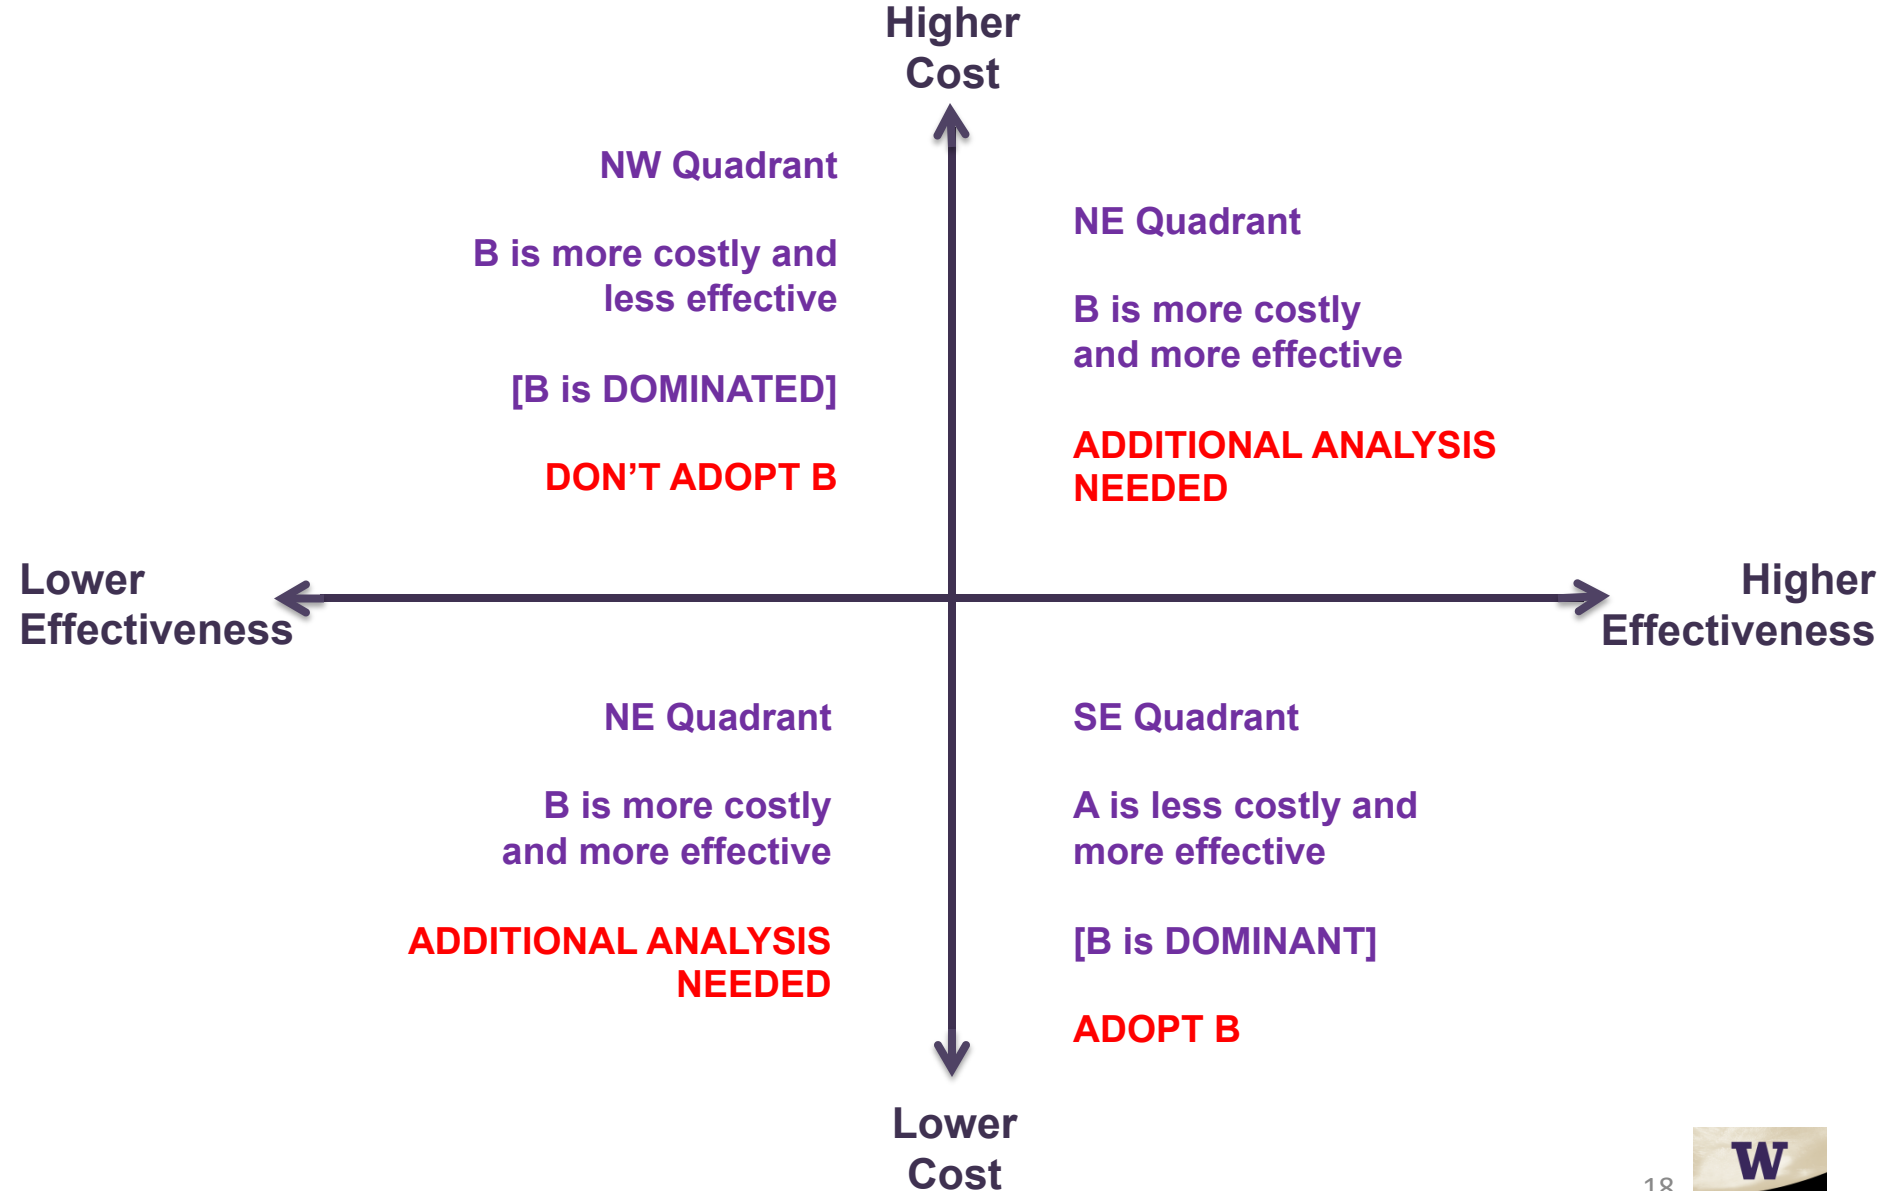 Higher
Cost
NW Quadrant
B is more costly and
less effective
[B is DOMINATED]
DON’T ADOPT B
NE Quadrant
B is more costly
and more effective
ADDITIONAL ANALYSIS
NEEDED
Lower
Effectiveness
Higher
Effectiveness
NE Quadrant
B is more costly
and more effective
ADDITIONAL ANALYSIS
NEEDED
SE Quadrant
A is less costly and
more effective
[B is DOMINANT]
ADOPT B
Lower
Cost
18
W